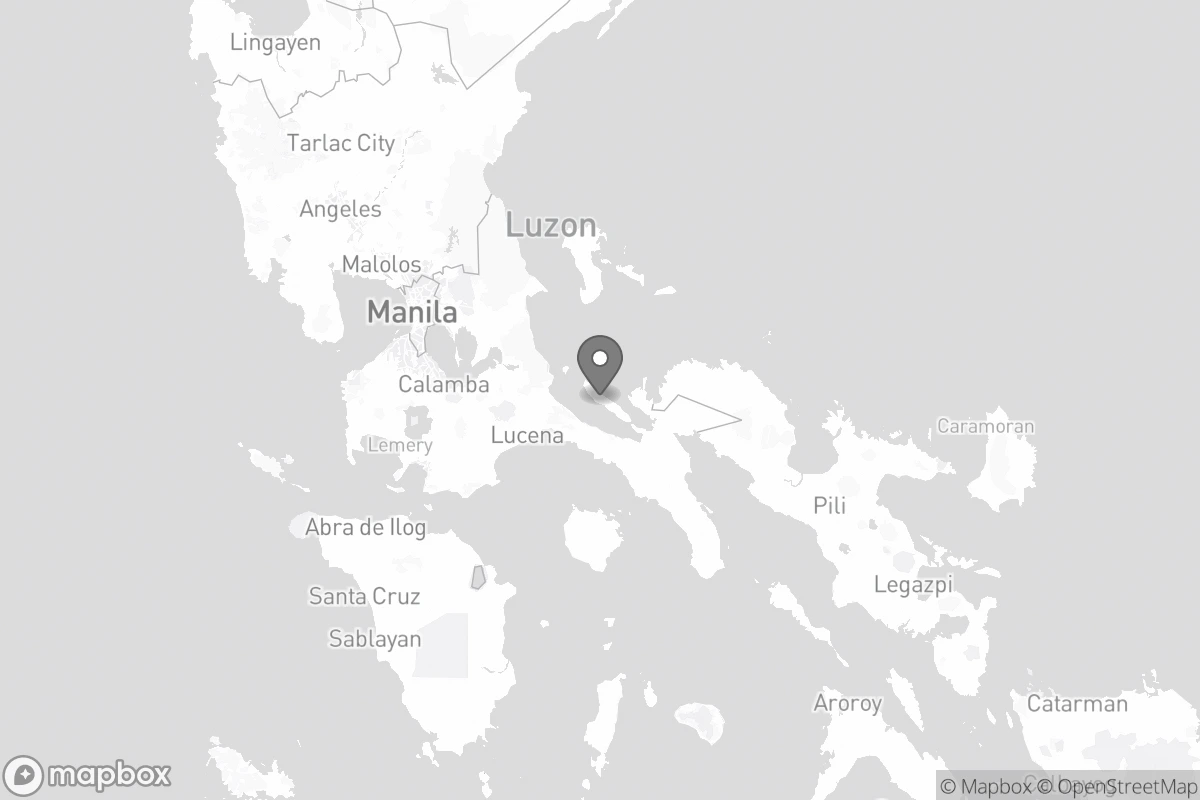 Lingayen
Tarlac City
Angeles
Luzon
Malolos
Manila
Calamba
Lucena
Lemery
Caramoran
Pili
Abra de Ilog
Legazpi
Santa Cruz
Sablayan
Aroroy
Catarman
mapbox
© Mapbox © OpenStreetMap